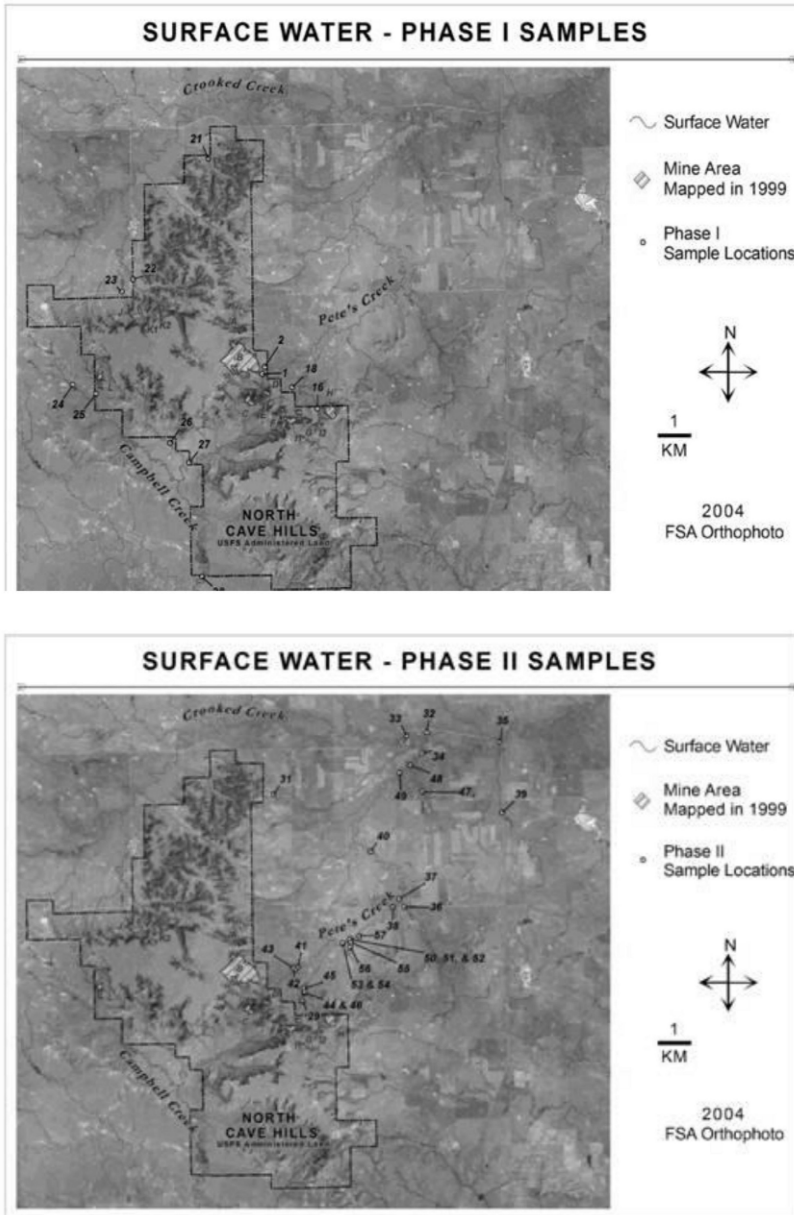 SURFACE WATER - PHASE I SAMPLES
Crooked Creek
21
Surface Water
Mine Area
Mapped in 1999
Phase I
Sample Locations
22
23
Pete's Creek
2
1
18
16
24
25
26
27
Campbell Creek
N
1
KM
NORTH
CAVE HILLS
USFS Administered Land
2004
FSA Orthophoto
SURFACE WATER - PHASE II SAMPLES
Crooked Creek
33
32
35
34
48
49
47
39
31
Surface Water
Mine Area
Mapped in 1999
Phase II
Sample Locations
40
37
36
38
Pete's Creek
57
43
41
50, 51, & 52
55
56
53 & 54
42
45
44 & 46
29
Campbell Creek
N
1
KM
NORTH
CAVE HILLS
USFS Administered Land
2004
FSA Orthophoto